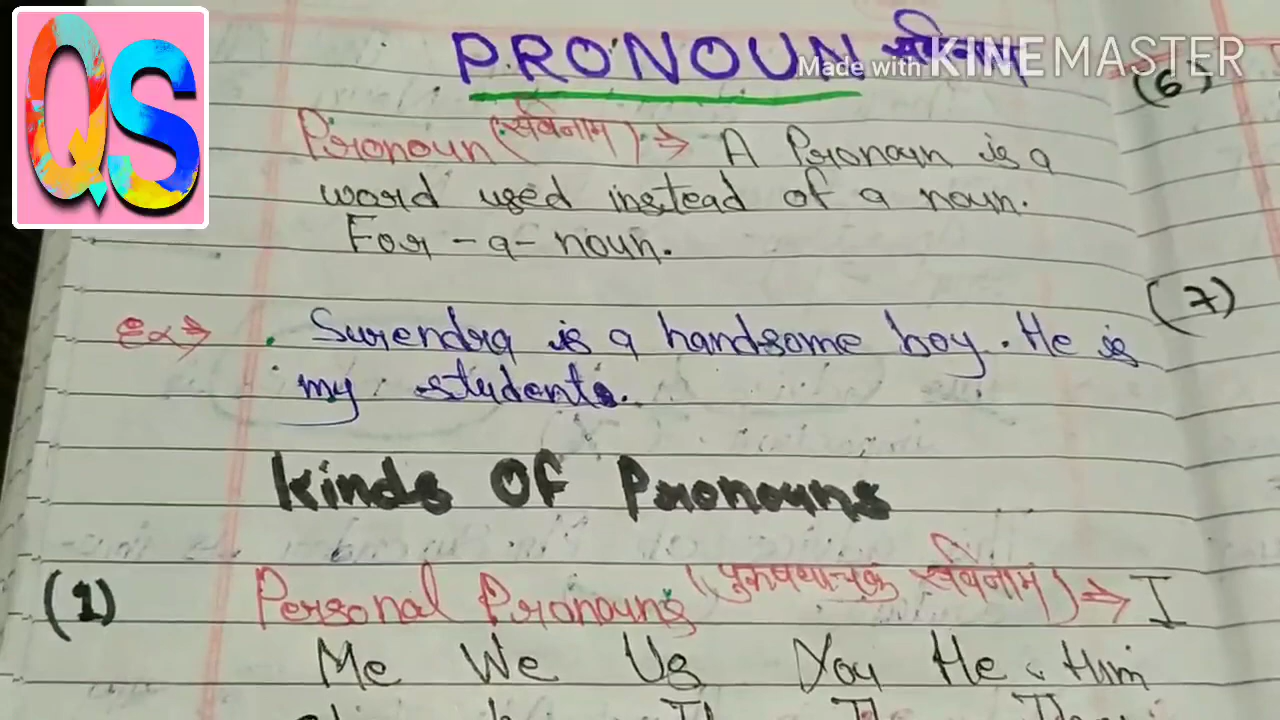 QS
PRONOUN
Made with KINEMASTER
(6)
Pronoun (सर्वनाम) → A Pronoun is a
word used instead of a noun.
For-a-noun.
(7)
Ex→ Surendra is a handsome boy. He is
my students.
Kinds Of Pronouns
(1) Personal Pronouns (पुरुषवाचक सर्वनाम) → I
Me We Us You He Him